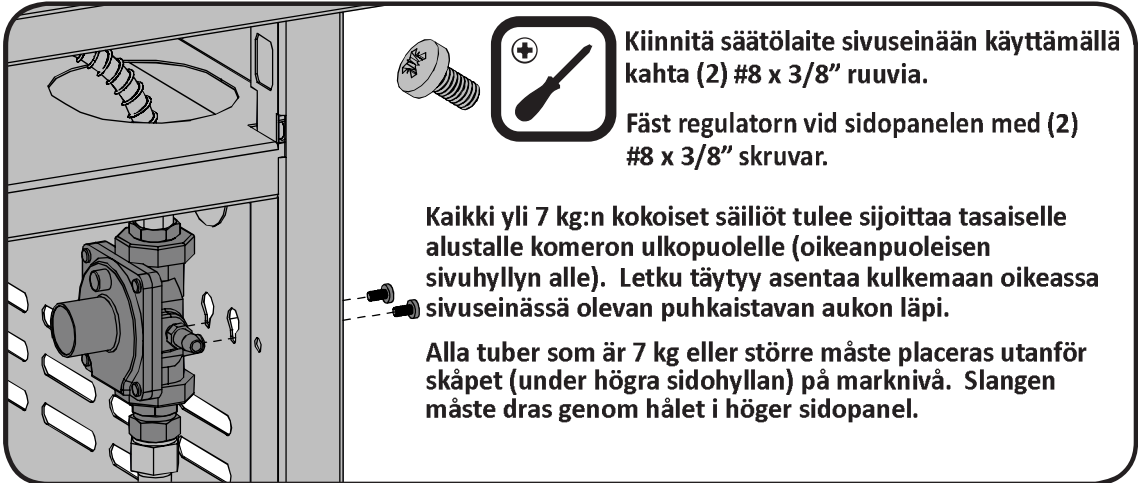 Kiinnitä säätölaite sivuseinään käyttämällä
kahta (2) #8 x 3/8” ruuvia.
Fäst regulatorn vid sidopanelen med (2)
#8 x 3/8” skruvar.
Kaikki yli 7 kg:n kokoiset säiliöt tulee sijoittaa tasaiselle
alustalle komeron ulkopuolelle (oikeanpuoleisen
sivuhyllyn alle).  Letku täytyy asentaa kulkemaan oikeassa
sivuseinässä olevan puhkaistavan aukon läpi.
Alla tuber som är 7 kg eller större måste placeras utanför
skåpet (under högra sidohyllan) på marknivå.  Slangen
måste dras genom hålet i höger sidopanel.